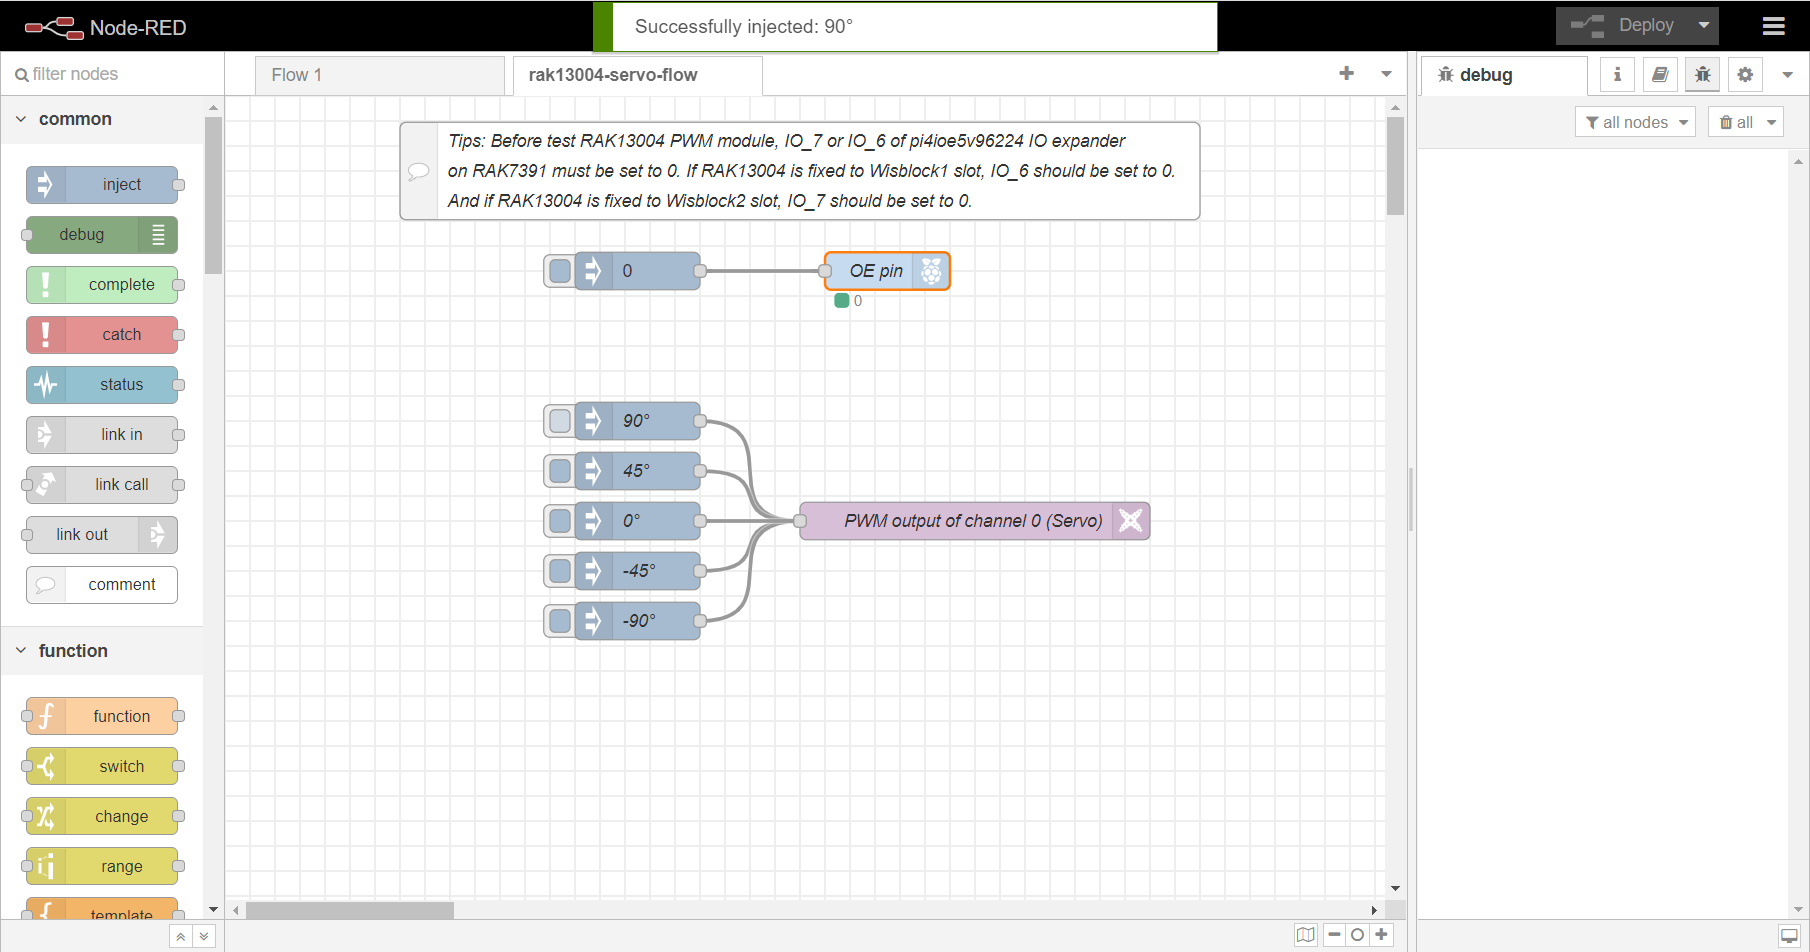 Node-RED
Successfully injected: 90°
Deploy
filter nodes
Flow 1
rak13004-servo-flow
debug
all nodes
all
common
inject
debug
complete
catch
status
link in
link call
link out
comment
function
function
switch
change
range
template
Tips: Before test RAK13004 PWM module, IO_7 or IO_6 of pi4ioe5v96224 IO expander
on RAK7391 must be set to 0. If RAK13004 is fixed to Wisblock1 slot, IO_6 should be set to 0.
And if RAK13004 is fixed to Wisblock2 slot, IO_7 should be set to 0.
0
OE pin
0
90°
45°
0°
-45°
-90°
PWM output of channel 0 (Servo)